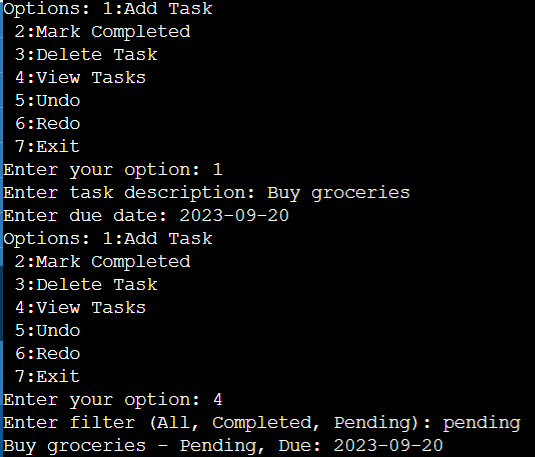 Options: 1:Add Task
2:Mark Completed
3:Delete Task
4:View Tasks
5:Undo
6:Redo
7:Exit
Enter your option: 1
Enter task description: Buy groceries
Enter due date: 2023-09-20
Options: 1:Add Task
2:Mark Completed
3:Delete Task
4:View Tasks
5:Undo
6:Redo
7:Exit
Enter your option: 4
Enter filter (All, Completed, Pending): pending
Buy groceries - Pending, Due: 2023-09-20